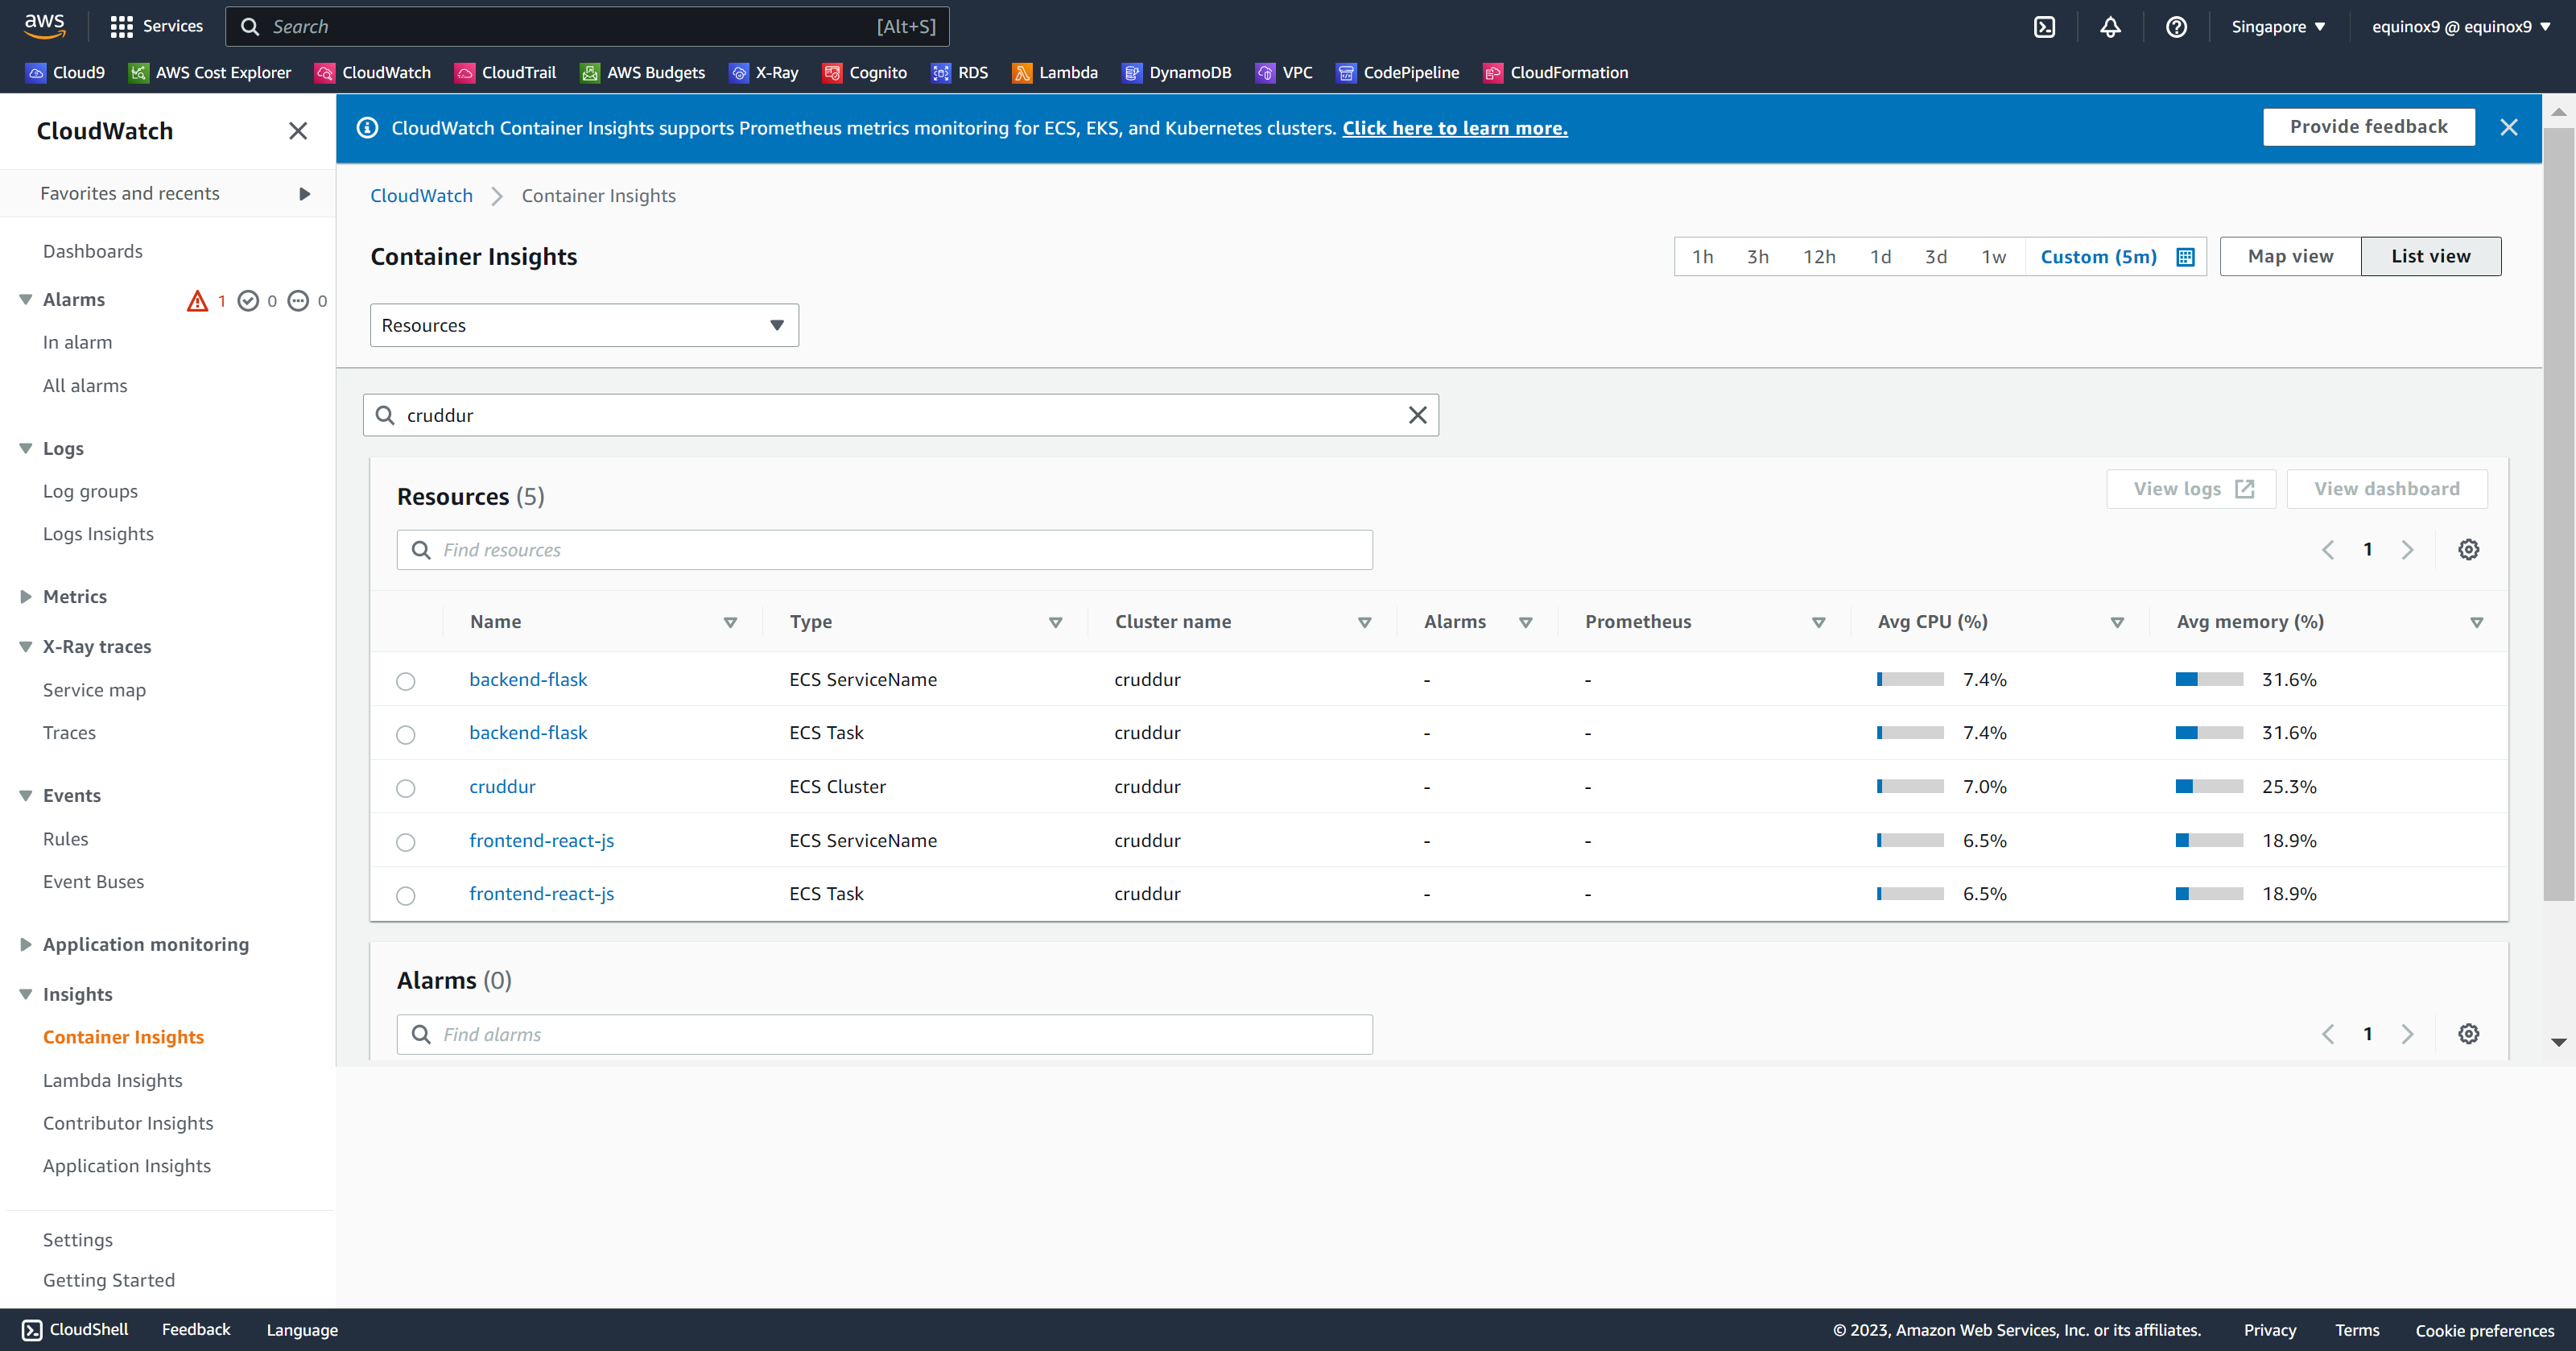 aws
Services
Search
[Alt+S]
Singapore
equinox9 @ equinox9
Cloud9
AWS Cost Explorer
CloudWatch
CloudTrail
AWS Budgets
X-Ray
Cognito
RDS
Lambda
DynamoDB
VPC
CodePipeline
CloudFormation
CloudWatch
Favorites and recents
Dashboards
Alarms 1 0 0
In alarm
All alarms
Logs
Log groups
Logs Insights
Metrics
X-Ray traces
Service map
Traces
Events
Rules
Event Buses
Application monitoring
Insights
Container Insights
Lambda Insights
Contributor Insights
Application Insights
Settings
Getting Started
CloudWatch Container Insights supports Prometheus metrics monitoring for ECS, EKS, and Kubernetes clusters. Click here to learn more.
Provide feedback
CloudWatch
Container Insights
Container Insights
1h 3h 12h 1d 3d 1w Custom (5m)
Map view
List view
Resources
cruddur
Resources (5)
View logs
View dashboard
Find resources
1
Name Type Cluster name Alarms Prometheus Avg CPU (%) Avg memory (%)
backend-flask ECS ServiceName cruddur - - 7.4% 31.6%
backend-flask ECS Task cruddur - - 7.4% 31.6%
cruddur ECS Cluster cruddur - - 7.0% 25.3%
frontend-react-js ECS ServiceName cruddur - - 6.5% 18.9%
frontend-react-js ECS Task cruddur - - 6.5% 18.9%
Alarms (0)
Find alarms
1
CloudShell
Feedback
Language
© 2023, Amazon Web Services, Inc. or its affiliates.
Privacy
Terms
Cookie preferences